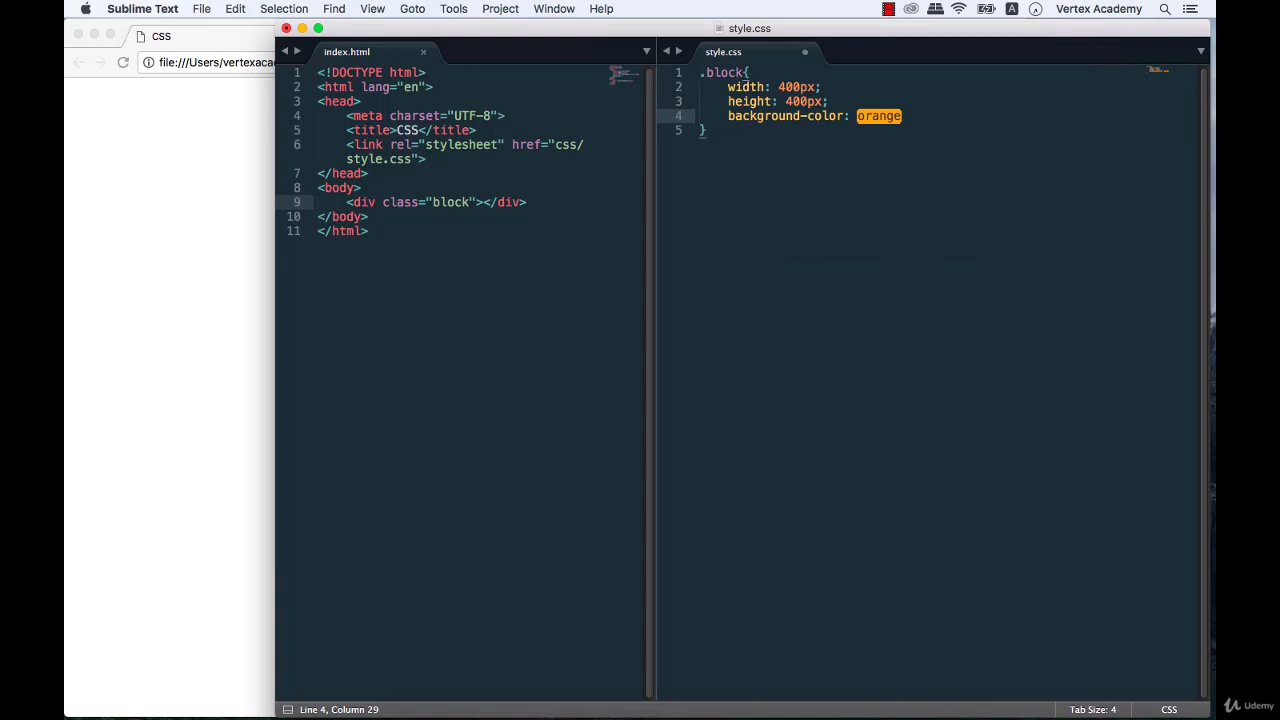 Sublime Text File Edit Selection Find View Goto Tools Project Window Help A Vertex Academy
CSS
file:///Users/vertexaca
style.css
index.html ×
1 <!DOCTYPE html>
2 <html lang="en">
3 <head>
4 <meta charset="UTF-8">
5 <title>CSS</title>
6 <link rel="stylesheet" href="css/
style.css">
7 </head>
8 <body>
9 <div class="block"></div>
10 </body>
11 </html>
style.css
1 .block{
2 width: 400px;
3 height: 400px;
4 background-color: orange
5 }
Line 4, Column 29
Tab Size: 4 CSS
Udemy